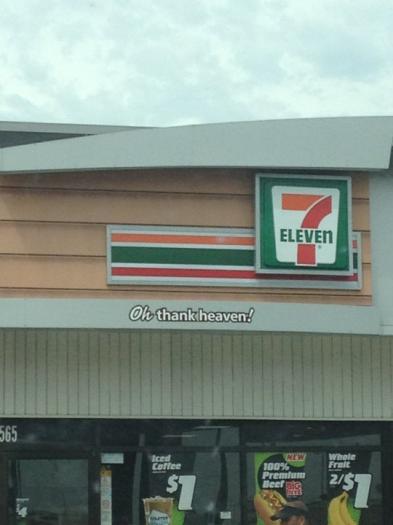 7
ELEVEn
Oh thank heaven!
565
Iced
Coffee
$1
NEW
100%
Premium
Beef
BIG
BITE
Whole
Fruit
2/$1
$4